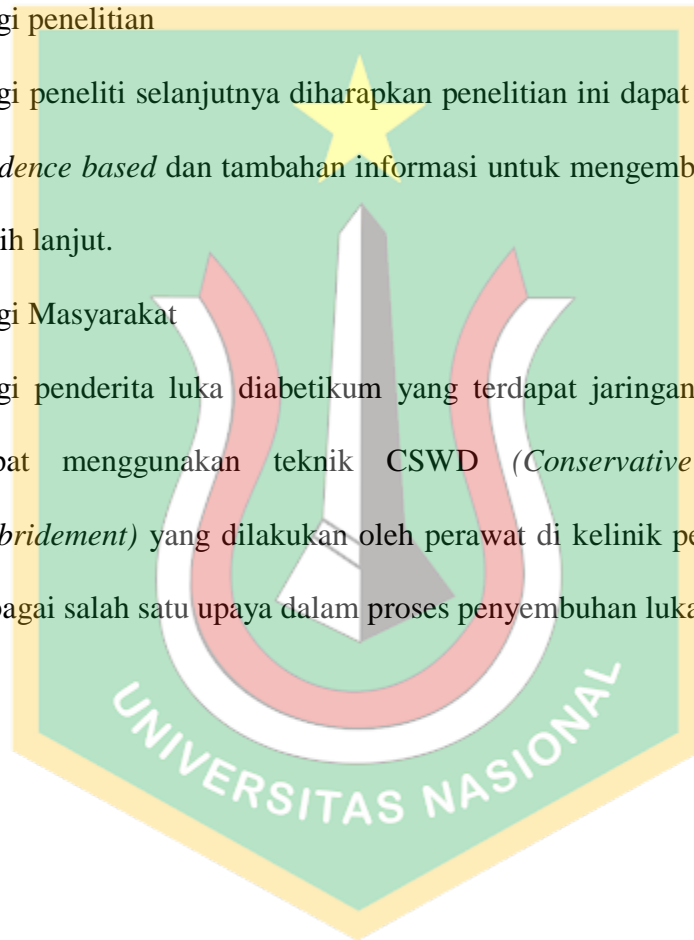 gi penelitian
gi peneliti selanjutnya diharapkan penelitian ini dapat
dence based dan tambahan informasi untuk mengemb
ih lanjut.
gi Masyarakat
gi penderita luka diabetikum yang terdapat jaringan
pat menggunakan teknik CSWD (Conservative
bridement) yang dilakukan oleh perawat di kelinik pe
bagai salah satu upaya dalam proses penyembuhan luka
UNIVERSITAS NASIONAL